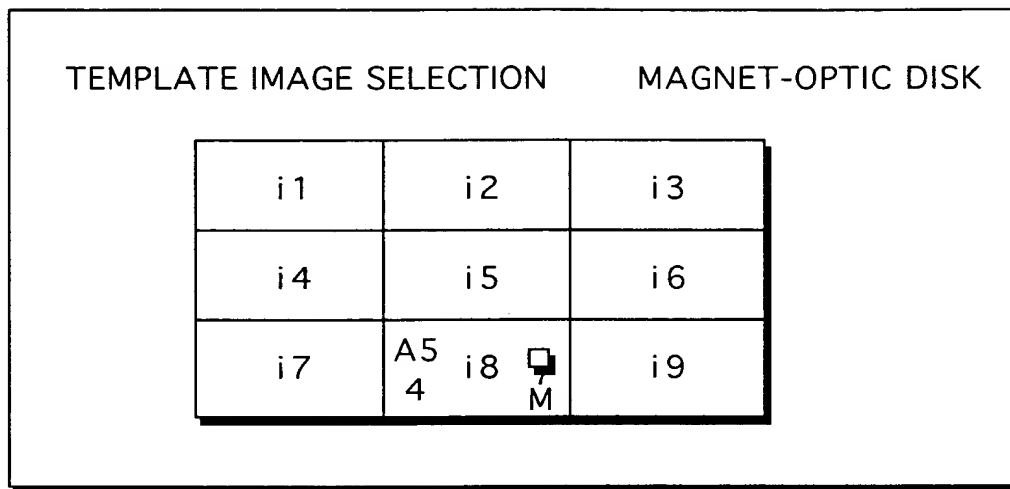 TEMPLATE IMAGE SELECTION MAGNET-OPTIC DISK
i1 i2 i3
i4 i5 i6
i7 A5 i8 i9
4 M